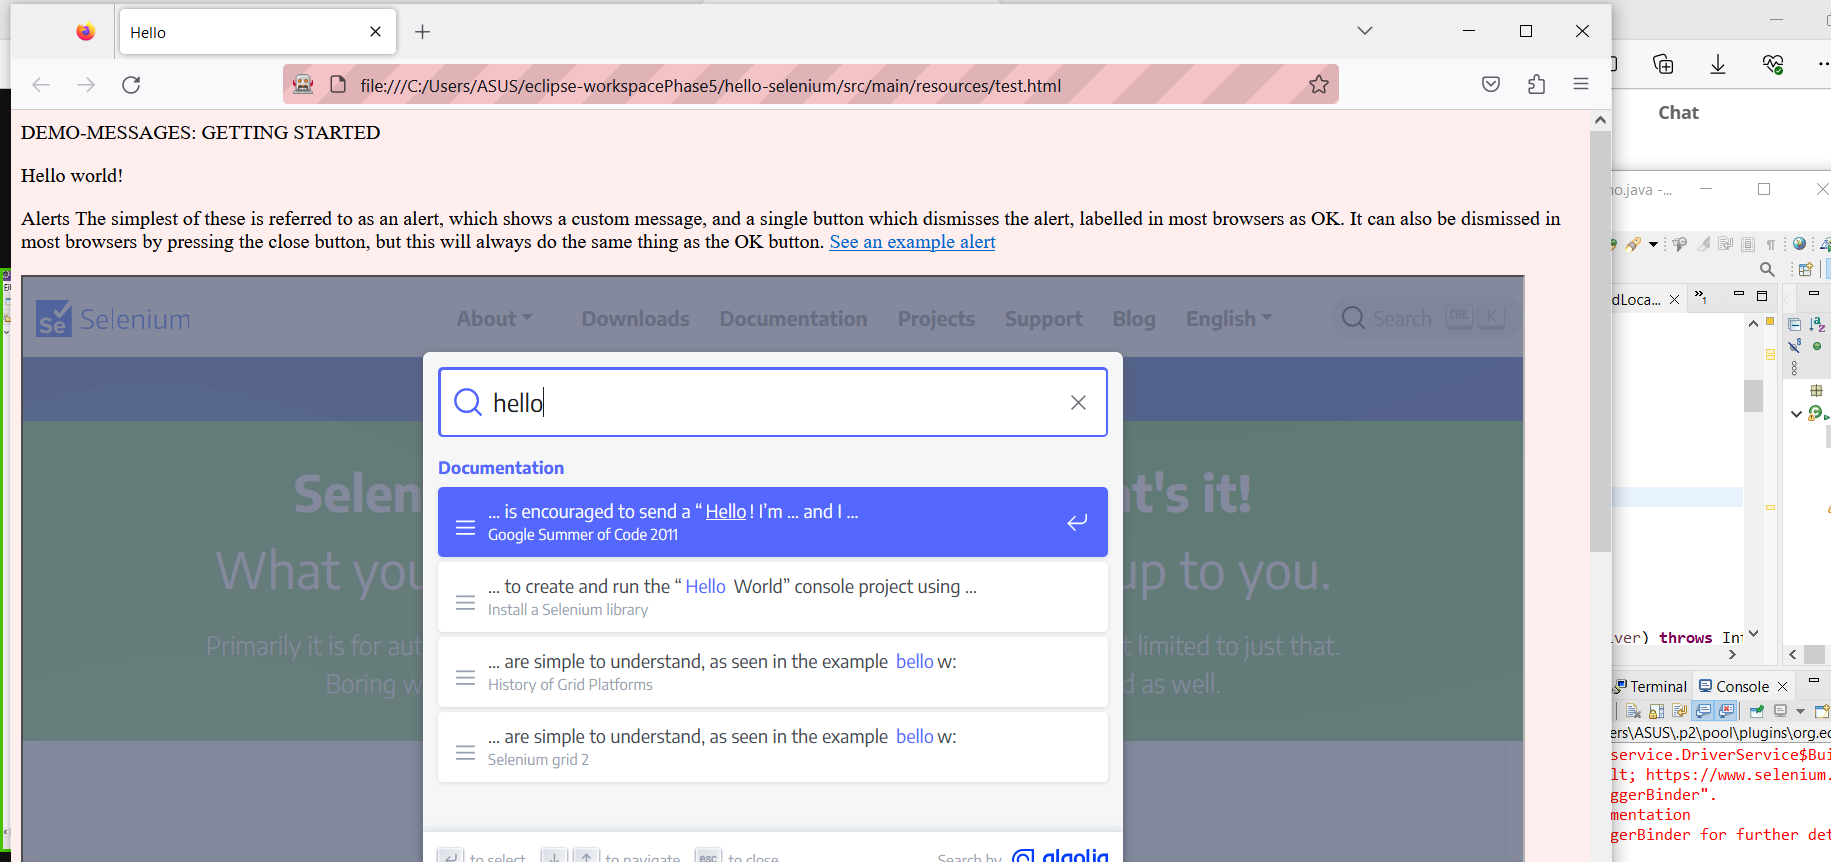 Hello
file:///C:/Users/ASUS/eclipse-workspacePhase5/hello-selenium/src/main/resources/test.html
DEMO-MESSAGES: GETTING STARTED
Hello world!
Alerts The simplest of these is referred to as an alert, which shows a custom message, and a single button which dismisses the alert, labelled in most browsers as OK. It can also be dismissed in
most browsers by pressing the close button, but this will always do the same thing as the OK button. See an example alert
Selenium
About Downloads Documentation Projects Support Blog English Search CTRL K
hello
Documentation
... is encouraged to send a “ Hello ! I’m ... and I ...
Google Summer of Code 2011
... to create and run the “ Hello World” console project using ...
Install a Selenium library
... are simple to understand, as seen in the example bello w:
History of Grid Platforms
... are simple to understand, as seen in the example bello w:
Selenium grid 2
Selen
t's it!
What you
up to you.
Primarily it is for aut
t limited to just that.
Boring w
d as well.
to select to navigate esc to close Search by algolia
Chat
no.java -...
dLoca...
iver) throws Int
Terminal Console
ers\ASUS\.p2\pool\plugins\org.ec
service.DriverService$Bui
lt; https://www.selenium.
ggerBinder".
mentation
gerBinder for further det